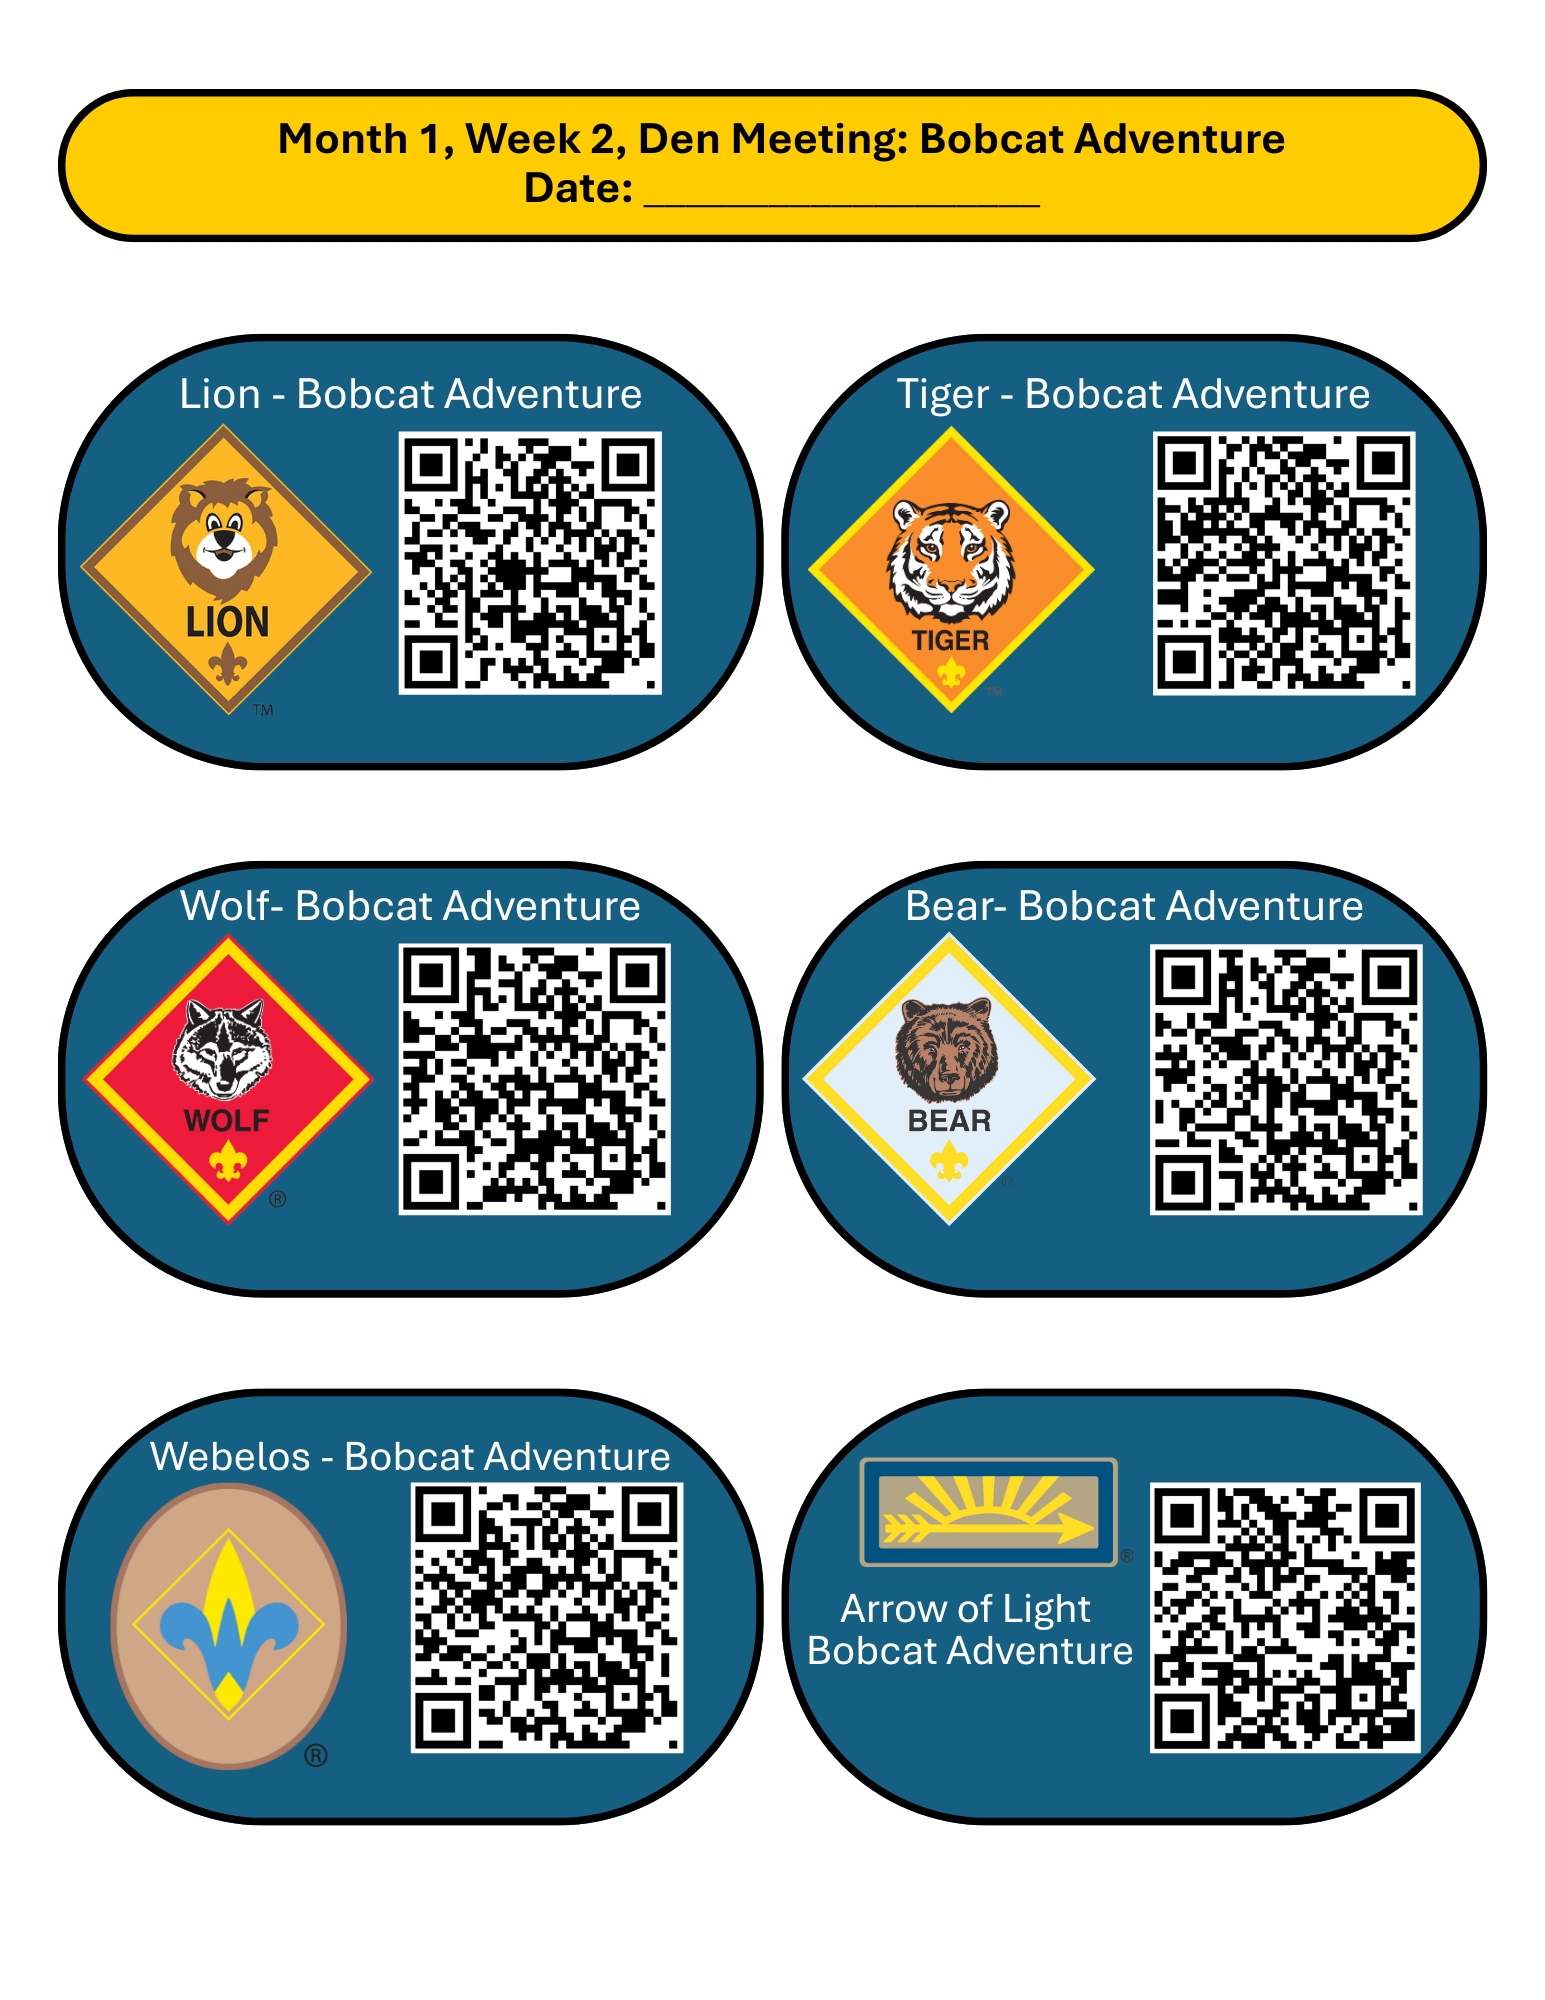 Month 1, Week 2, Den Meeting: Bobcat Adventure
Date: ___________________
Lion - Bobcat Adventure
LION
TM
Tiger - Bobcat Adventure
TIGER
TM
Wolf- Bobcat Adventure
WOLF
®
Bear- Bobcat Adventure
BEAR
®
Webelos - Bobcat Adventure
®
®
Arrow of Light
Bobcat Adventure